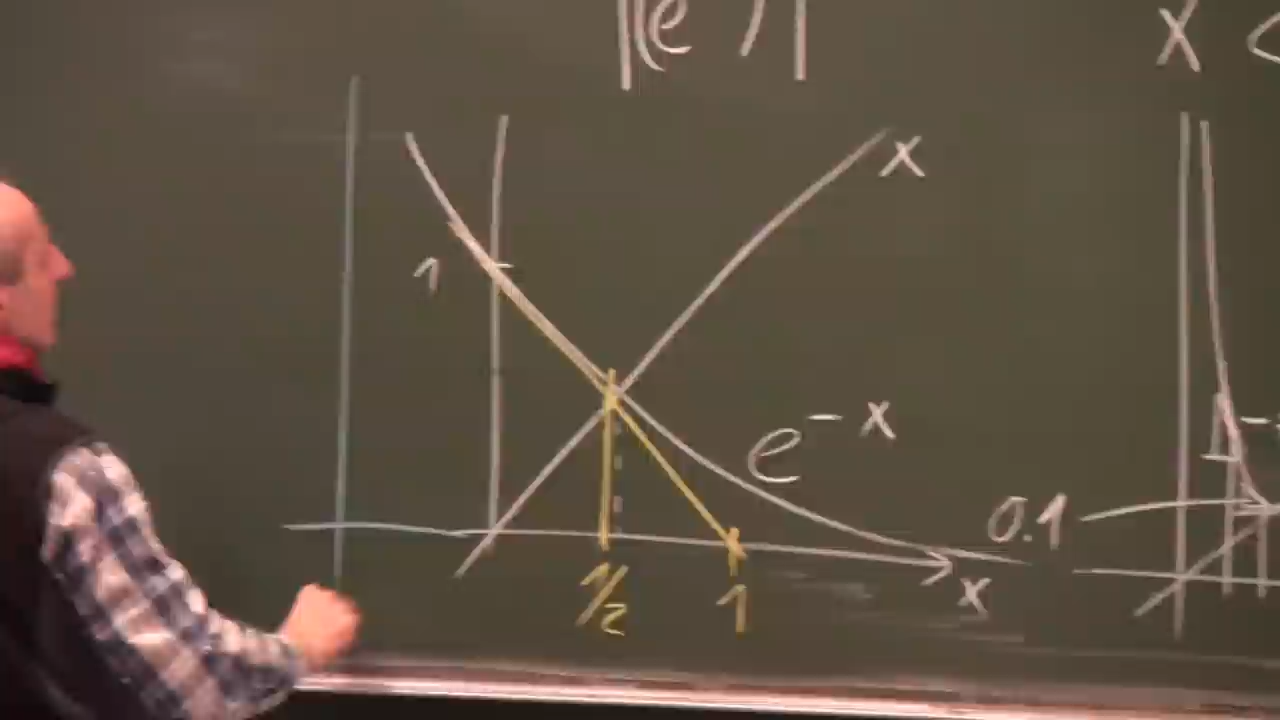 |(e )|
x <
x
1
e^{-x}
0.1
1/2
1
x